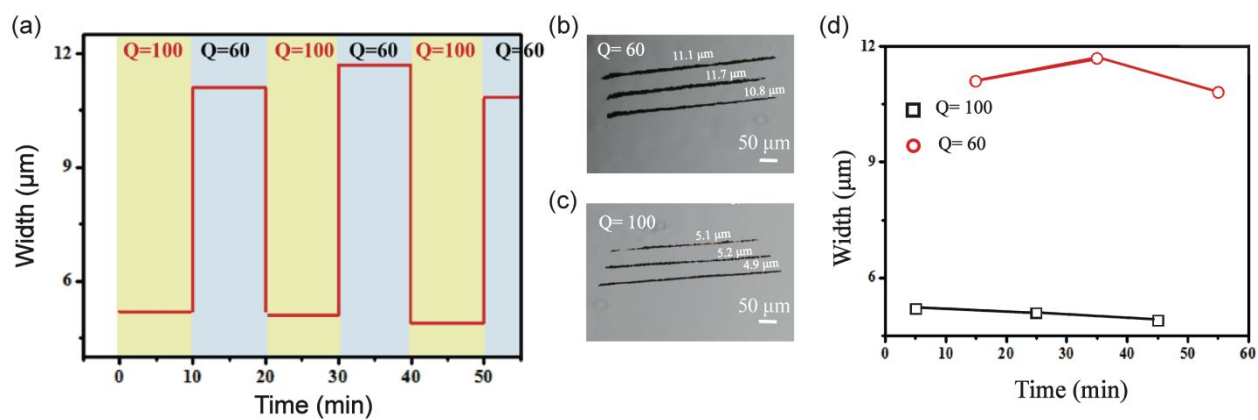 (a)
Q=100 Q=60 Q=100 Q=60 Q=100 Q=60
12
9
6
Width (μm)
0 10 20 30 40 50
Time (min)
(b)
Q= 60
11.1 μm
11.7 μm
10.8 μm
50 μm
(c)
Q= 100
5.1 μm
5.2 μm
4.9 μm
50 μm
(d)
12
9
6
Width (μm)
Q= 100
Q= 60
0 10 20 30 40 50 60
Time (min)